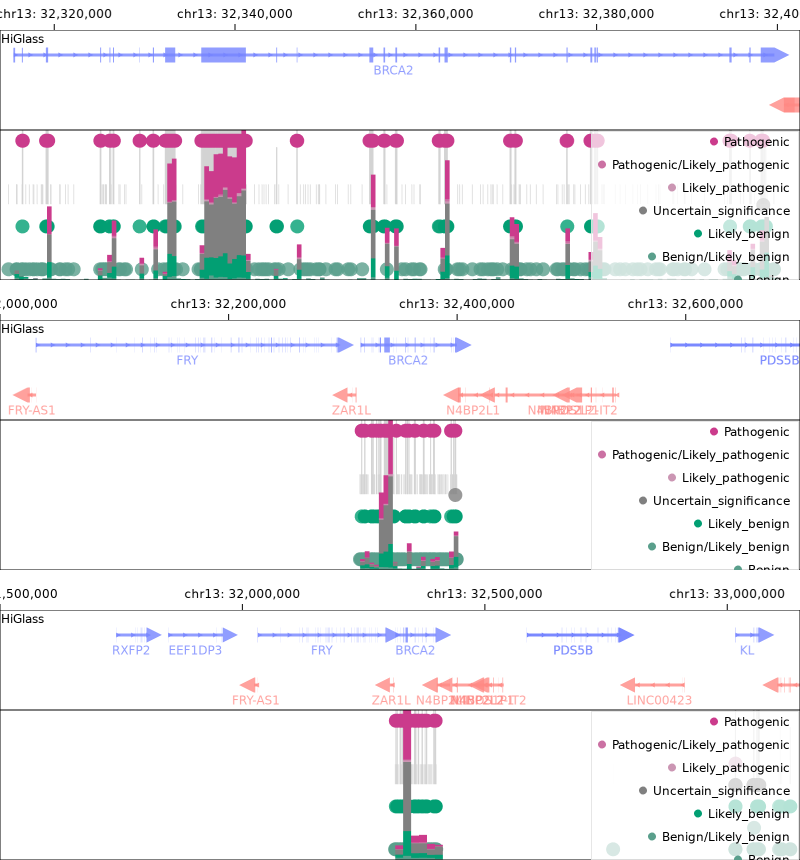 chr13: 32,320,000 chr13: 32,340,000 chr13: 32,360,000 chr13: 32,380,000 chr13: 32,40
HiGlass
BRCA2
Pathogenic
Pathogenic/Likely_pathogenic
Likely_pathogenic
Uncertain_significance
Likely_benign
Benign/Likely_benign
Benign
2,000,000 chr13: 32,200,000 chr13: 32,400,000 chr13: 32,600,000
HiGlass
FRY BRCA2 PDS5B
FRY-AS1 ZAR1L N4BP2L1
Pathogenic
Pathogenic/Likely_pathogenic
Likely_pathogenic
Uncertain_significance
Likely_benign
Benign/Likely_benign
Benign
1,500,000 chr13: 32,000,000 chr13: 32,500,000 chr13: 33,000,000
HiGlass
RXFP2 EEF1DP3 FRY BRCA2 PDS5B KL
FRY-AS1 ZAR1L LINC00423
Pathogenic
Pathogenic/Likely_pathogenic
Likely_pathogenic
Uncertain_significance
Likely_benign
Benign/Likely_benign
Benign